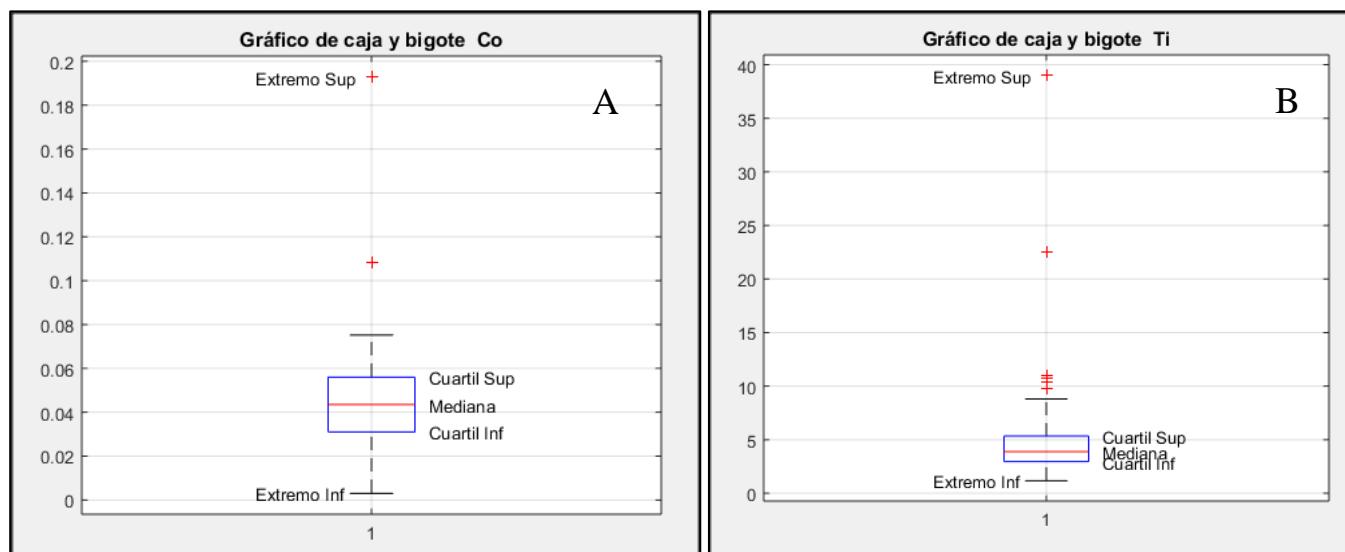 Gráfico de caja y bigote Co
A
0.2
Extremo Sup
0.18
0.16
0.14
0.12
0.1
0.08
0.06
Cuartil Sup
0.04
Mediana
Cuartil Inf
0.02
Extremo Inf
0
1
Gráfico de caja y bigote Ti
B
40
Extremo Sup
35
30
25
20
15
10
5
Cuartil Sup
Mediana
Cuartil Inf
Extremo Inf
0
1